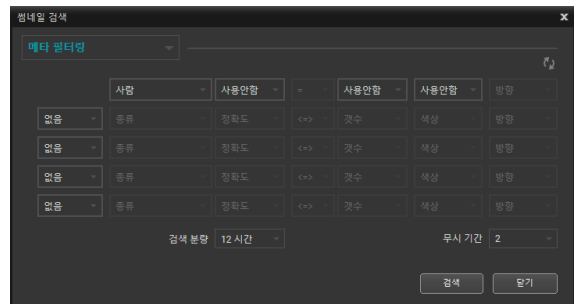 썸네일 검색 x
메타 필터링
사람 사용안함 = 사용안함 사용안함 방향
없음 종류 정확도 <=> 갯수 색상 방향
없음 종류 정확도 <=> 갯수 색상 방향
없음 종류 정확도 <=> 갯수 색상 방향
없음 종류 정확도 <=> 갯수 색상 방향
검색 분량 12 시간 무시 기간 2
검색 닫기